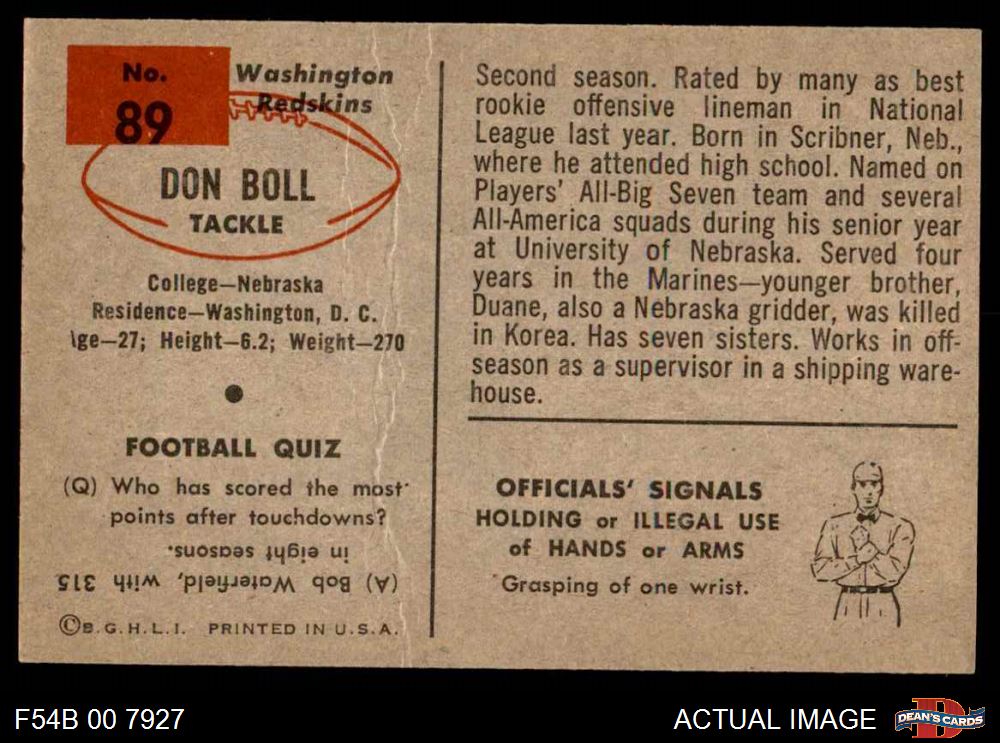 No.
89
Washington
Redskins
DON BOLL
TACKLE
College—Nebraska
Residence—Washington, D. C.
Age—27; Height—6.2; Weight—270
FOOTBALL QUIZ
(Q) Who has scored the most
points after touchdowns?
(A) Bob Waterfield, with 315
in eight seasons.
©B.G.H.L.I. PRINTED IN U.S.A.
Second season. Rated by many as best
rookie offensive lineman in National
League last year. Born in Scribner, Neb.,
where he attended high school. Named on
Players' All-Big Seven team and several
All-America squads during his senior year
at University of Nebraska. Served four
years in the Marines—younger brother,
Duane, also a Nebraska gridder, was killed
in Korea. Has seven sisters. Works in off-
season as a supervisor in a shipping ware-
house.
OFFICIALS' SIGNALS
HOLDING or ILLEGAL USE
of HANDS or ARMS
Grasping of one wrist.
F54B 00 7927
ACTUAL IMAGE
D
DEAN'S CARDS